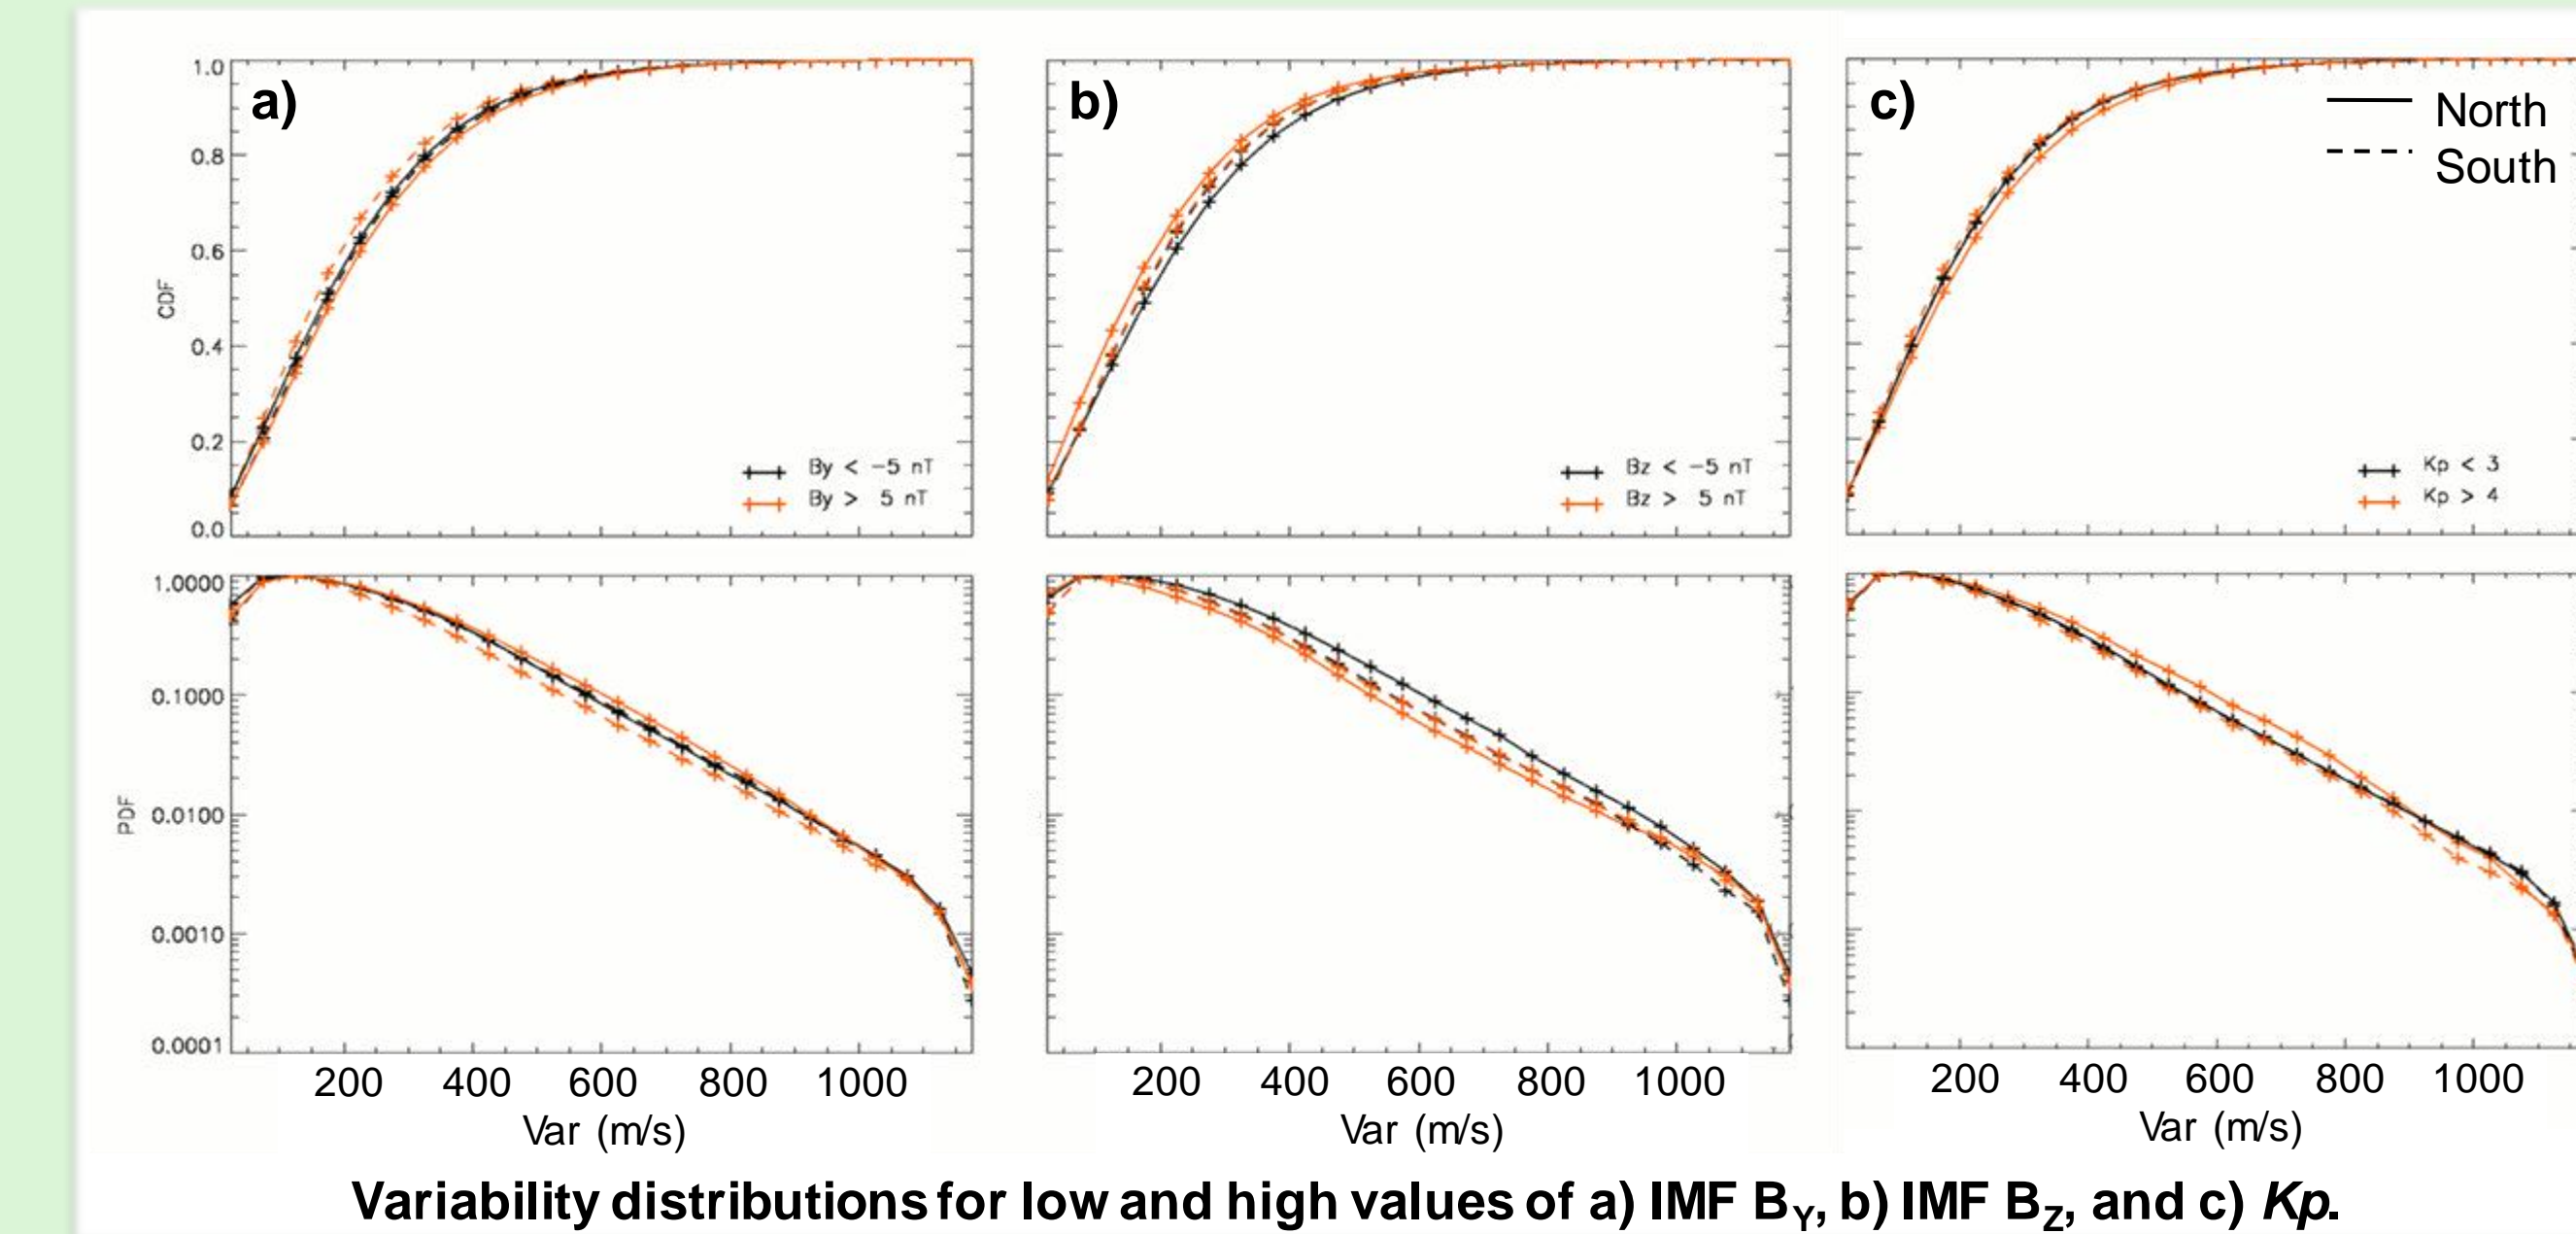 a)
1.0
0.8
0.6
0.4
0.2
0.0
CDF
By < −5 nT
By > 5 nT
b)
Bz < −5 nT
Bz > 5 nT
c)
North
South
Kp < 3
Kp > 4
1.0000
0.1000
0.0100
0.0010
0.0001
PDF
200 400 600 800 1000
Var (m/s)
200 400 600 800 1000
Var (m/s)
200 400 600 800 1000
Var (m/s)
Variability distributions for low and high values of a) IMF B_Y, b) IMF B_Z, and c) Kp.